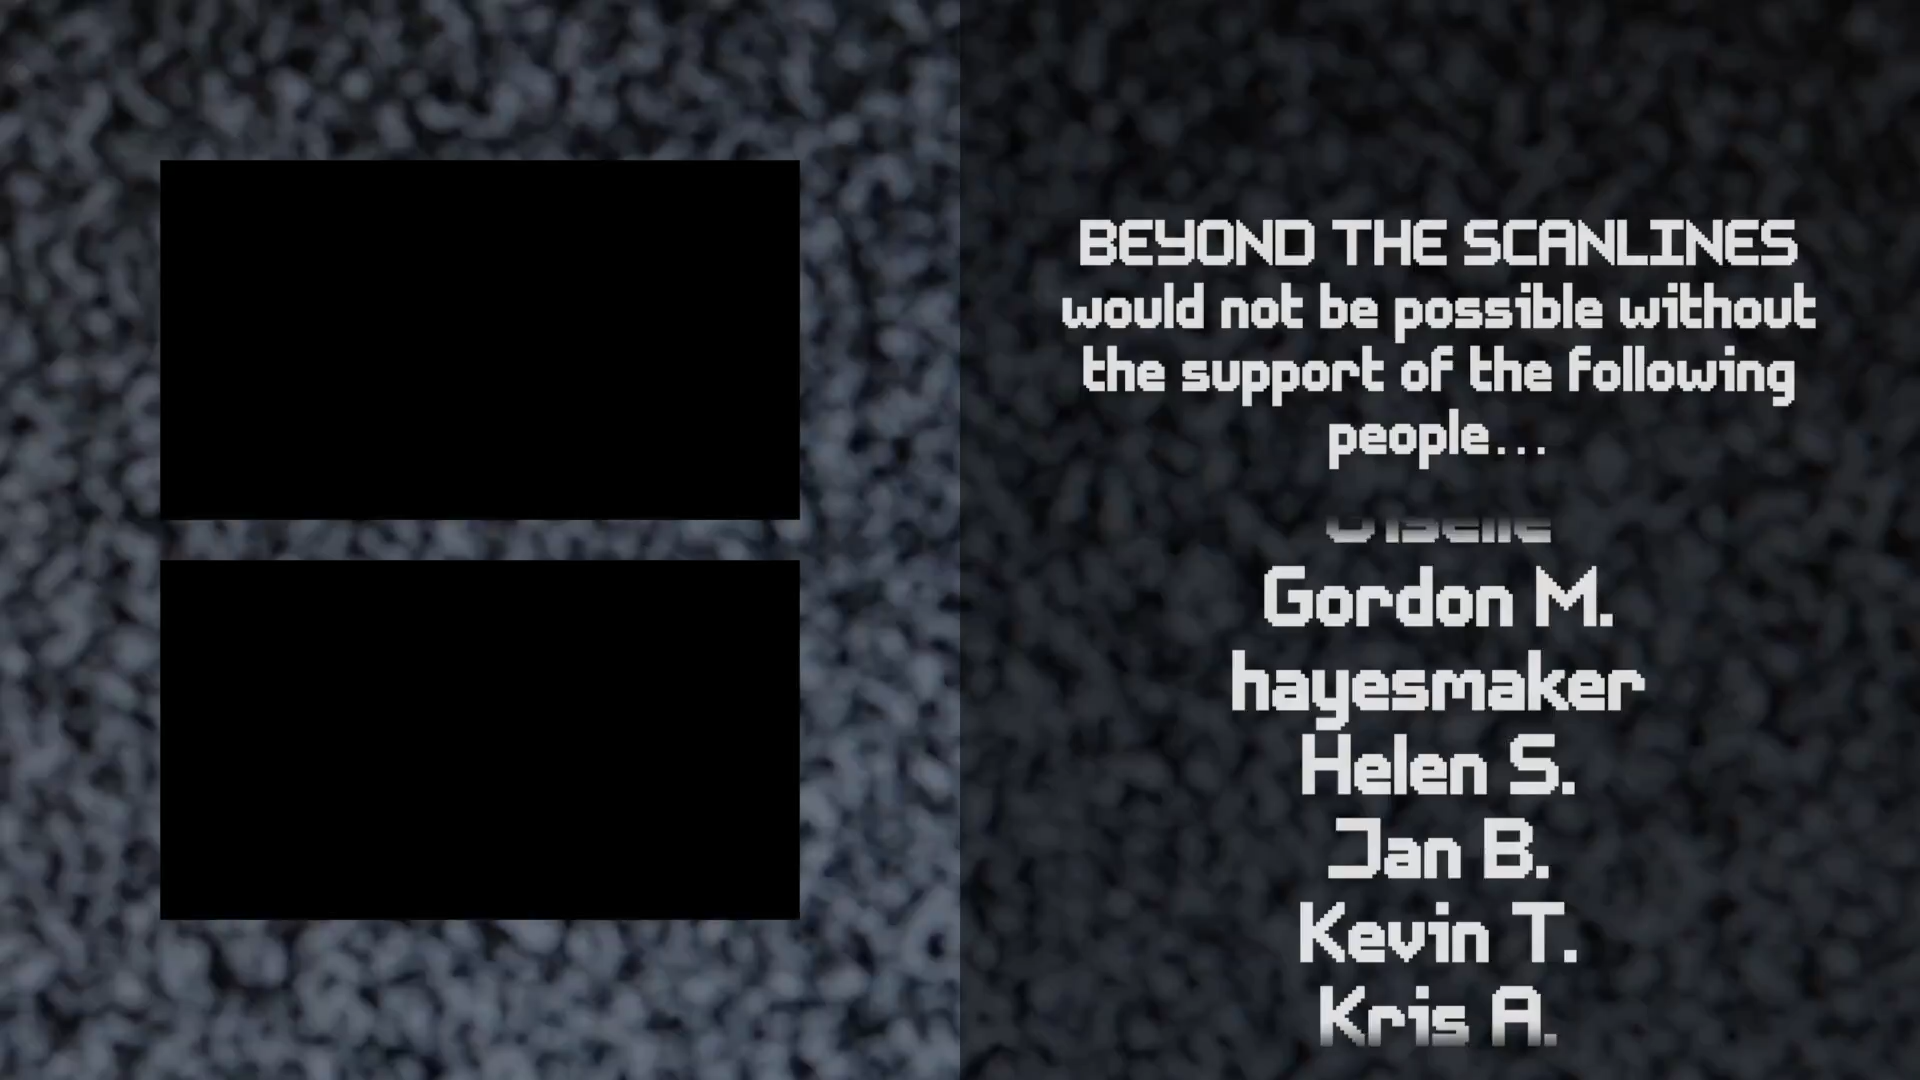 BEYOND THE SCANLINES
would not be possible without
the support of the following
people...
Gordon M.
hayesmaker
Helen S.
Jan B.
Kevin T.
Kris A.